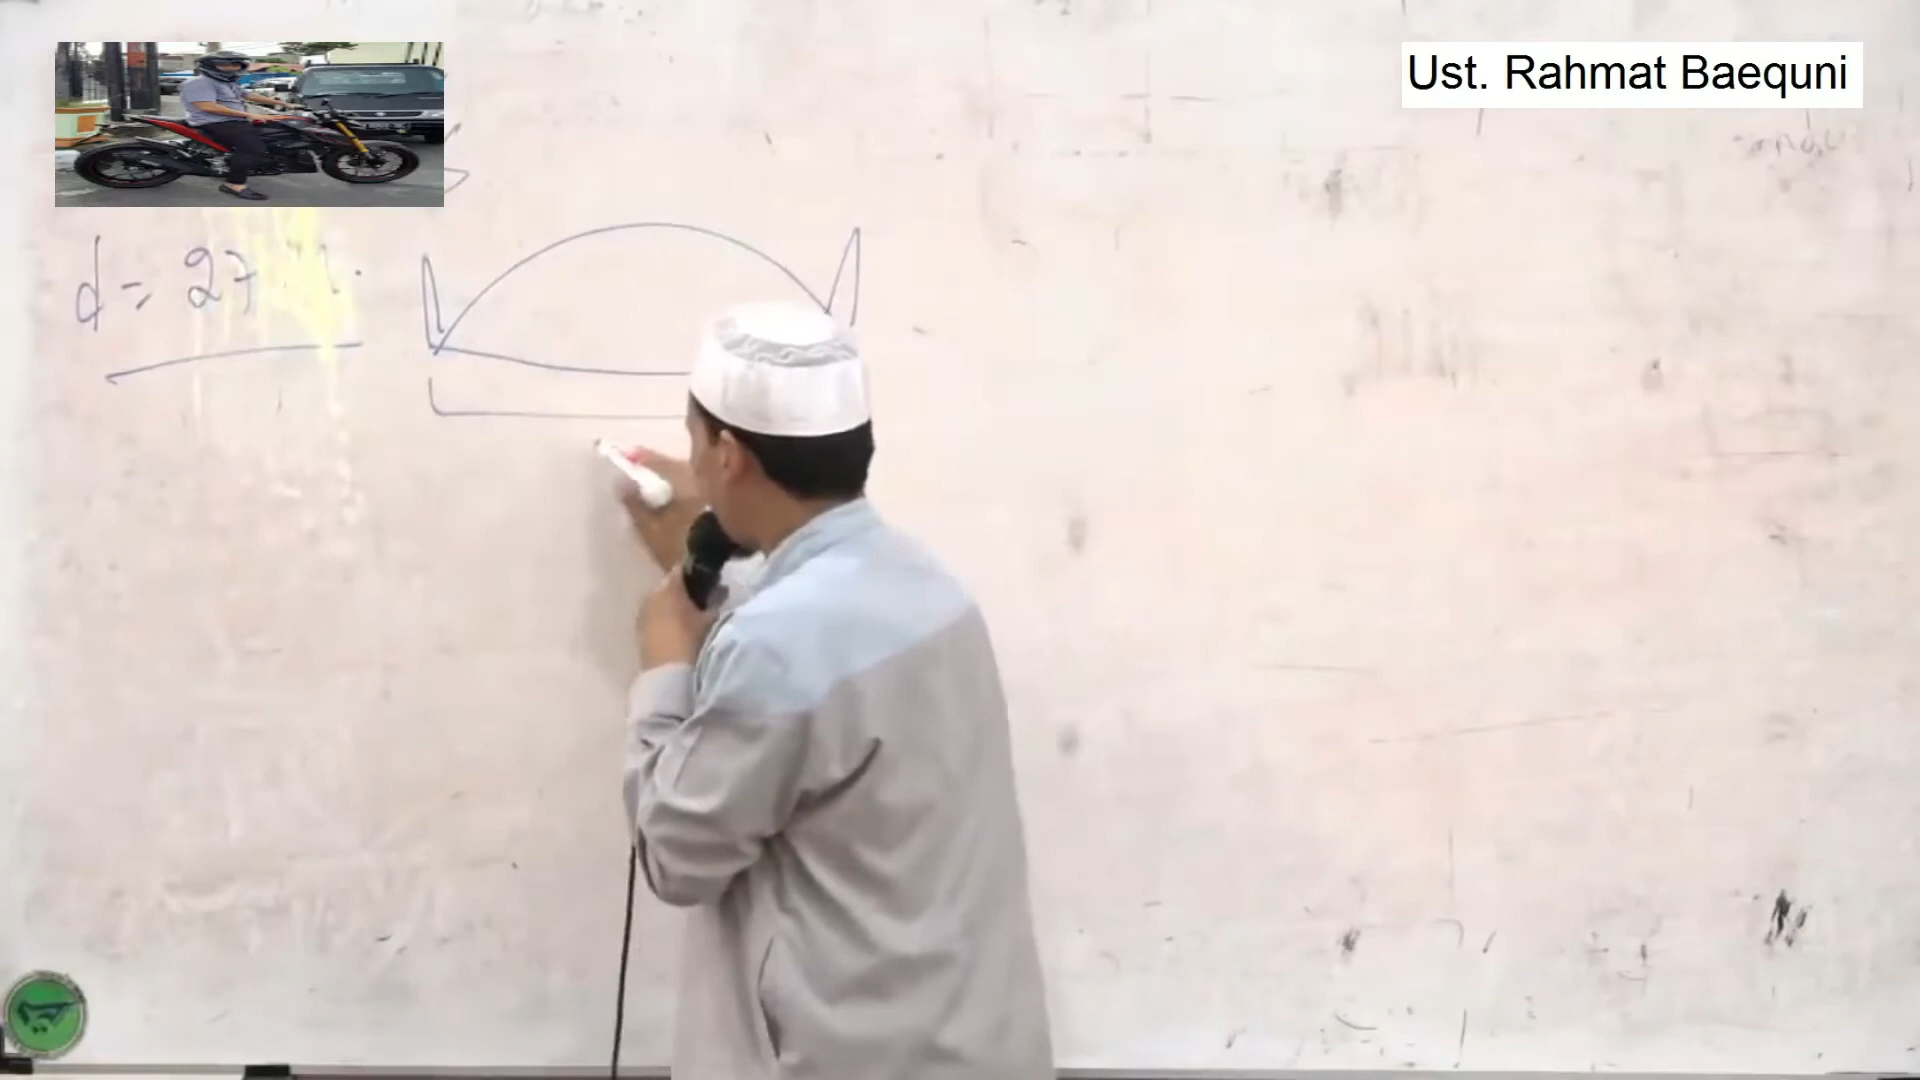 Ust. Rahmat Baequni
d = 27